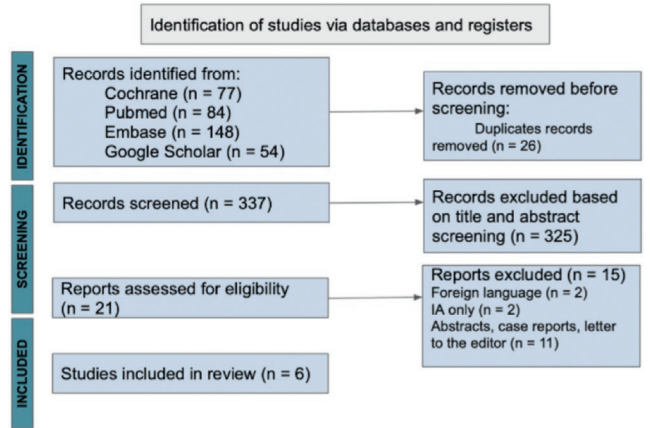 Identification of studies via databases and registers
IDENTIFICATION
Records identified from:
Cochrane (n = 77)
Pubmed (n = 84)
Embase (n = 148)
Google Scholar (n = 54)
Records removed before
screening:
Duplicates records
removed (n = 26)
SCREENING
Records screened (n = 337)
Records excluded based
on title and abstract
screening (n = 325)
Reports assessed for eligibility
(n = 21)
Reports excluded (n = 15)
Foreign language (n = 2)
IA only (n = 2)
Abstracts, case reports, letter
to the editor (n = 11)
INCLUDED
Studies included in review (n = 6)